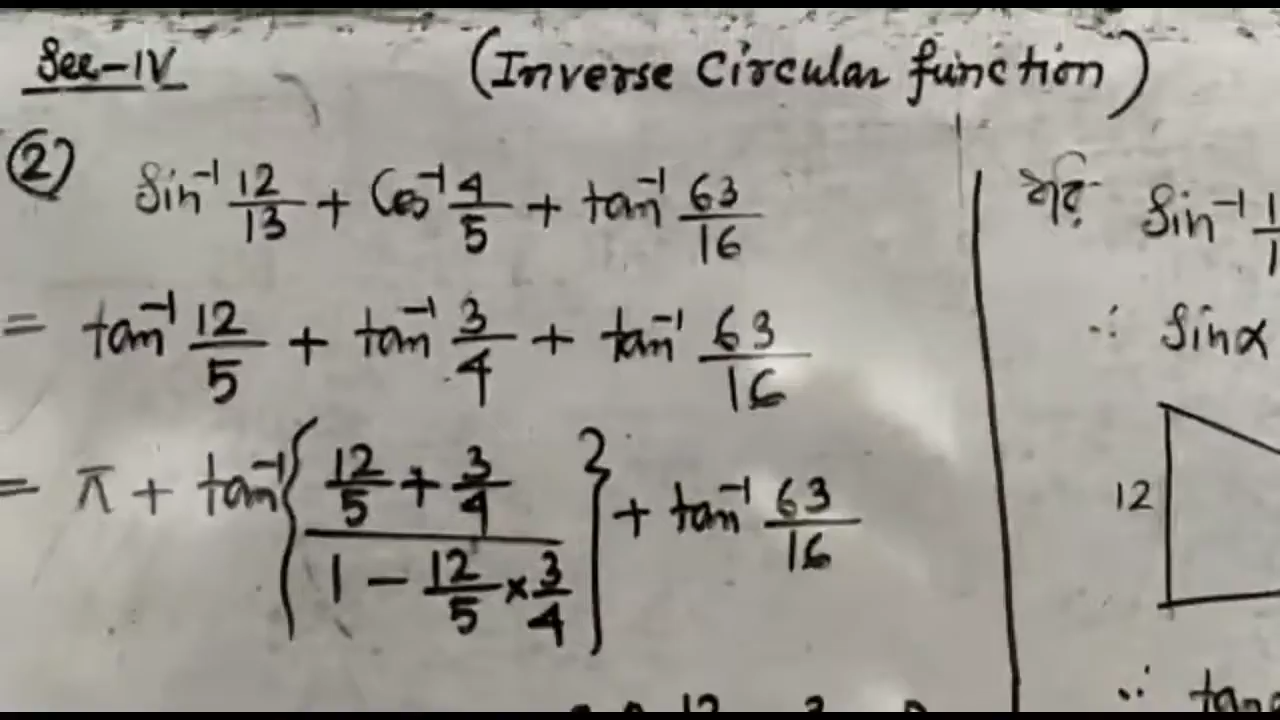 Sec-IV (Inverse Circular function)
② Sin⁻¹ 12/13 + Cos⁻¹ 4/5 + tan⁻¹ 63/16
= tan⁻¹ 12/5 + tan⁻¹ 3/4 + tan⁻¹ 63/16
= π + tan⁻¹ { (12/5 + 3/4) / (1 - 12/5 × 3/4) } + tan⁻¹ 63/16
यदि Sin⁻¹
∴ Sinα
12
∵